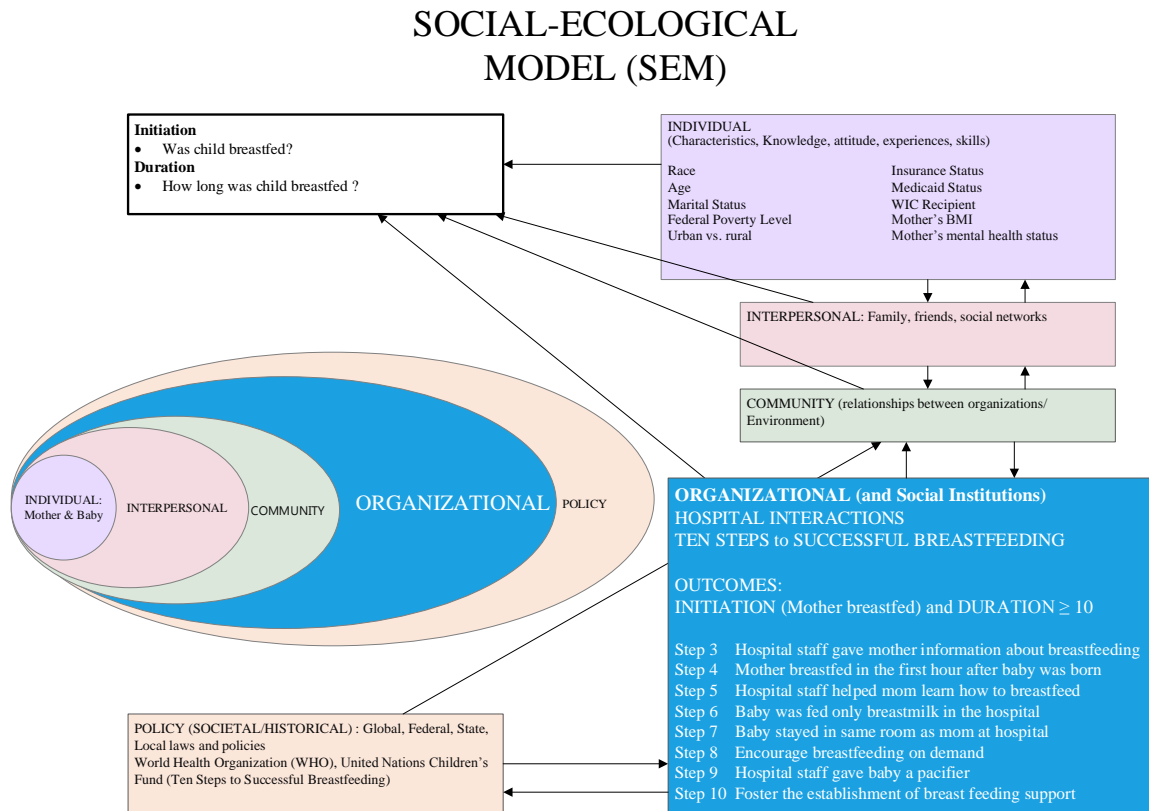 SOCIAL-ECOLOGICAL
MODEL (SEM)
Initiation
• Was child breastfed?
Duration
• How long was child breastfed ?
INDIVIDUAL
(Characteristics, Knowledge, attitude, experiences, skills)
Race
Age
Marital Status
Federal Poverty Level
Urban vs. rural
Insurance Status
Medicaid Status
WIC Recipient
Mother's BMI
Mother's mental health status
INTERPERSONAL: Family, friends, social networks
COMMUNITY (relationships between organizations/
Environment)
INDIVIDUAL:
Mother & Baby
INTERPERSONAL
COMMUNITY
ORGANIZATIONAL
POLICY
ORGANIZATIONAL (and Social Institutions)
HOSPITAL INTERACTIONS
TEN STEPS to SUCCESSFUL BREASTFEEDING
OUTCOMES:
INITIATION (Mother breastfed) and DURATION ≥ 10
Step 3 Hospital staff gave mother information about breastfeeding
Step 4 Mother breastfed in the first hour after baby was born
Step 5 Hospital staff helped mom learn how to breastfeed
Step 6 Baby was fed only breastmilk in the hospital
Step 7 Baby stayed in same room as mom at hospital
Step 8 Encourage breastfeeding on demand
Step 9 Hospital staff gave baby a pacifier
Step 10 Foster the establishment of breast feeding support
POLICY (SOCIETAL/HISTORICAL) : Global, Federal, State,
Local laws and policies
World Health Organization (WHO), United Nations Children's
Fund (Ten Steps to Successful Breastfeeding)